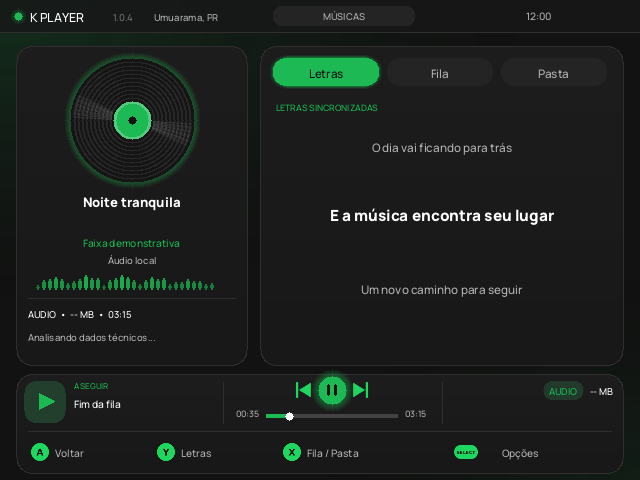 K PLAYER 1.0.4 Umuarama, PR MÚSICAS 12:00
Letras Fila Pasta
LETRAS SINCRONIZADAS
O dia vai ficando para trás
E a música encontra seu lugar
Um novo caminho para seguir
Noite tranquila
Faixa demonstrativa
Áudio local
AUDIO • -- MB • 03:15
Analisando dados técnicos...
A SEGUIR
Fim da fila
00:35 03:15
AUDIO -- MB
A Voltar Y Letras X Fila / Pasta SELECT Opções